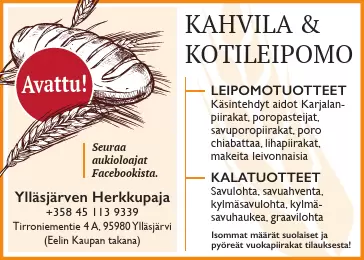 KAHVILA &
KOTILEIPOMO
Avattu!
LEIPOMOTUOTTEET
Käsintehdyt aidot Karjalan-
piirakat, poropasteijat,
savuporopiirakat, poro
chiabattaa, lihapiirakat,
makeita leivonnaisia
Seuraa
aukioloajat
Facebookista.
KALATUOTTEET
Savulohta, savuahventa,
kylmäsavulohta, kylmä-
savuhaukea, graavilohta
Ylläsjärven Herkkupaja
+358 45 113 9339
Tirroniementie 4 A, 95980 Ylläsjärvi
(Eelin Kaupan takana)
Isommat määrät suolaiset ja
pyöreät vuokapiirakat tilauksesta!